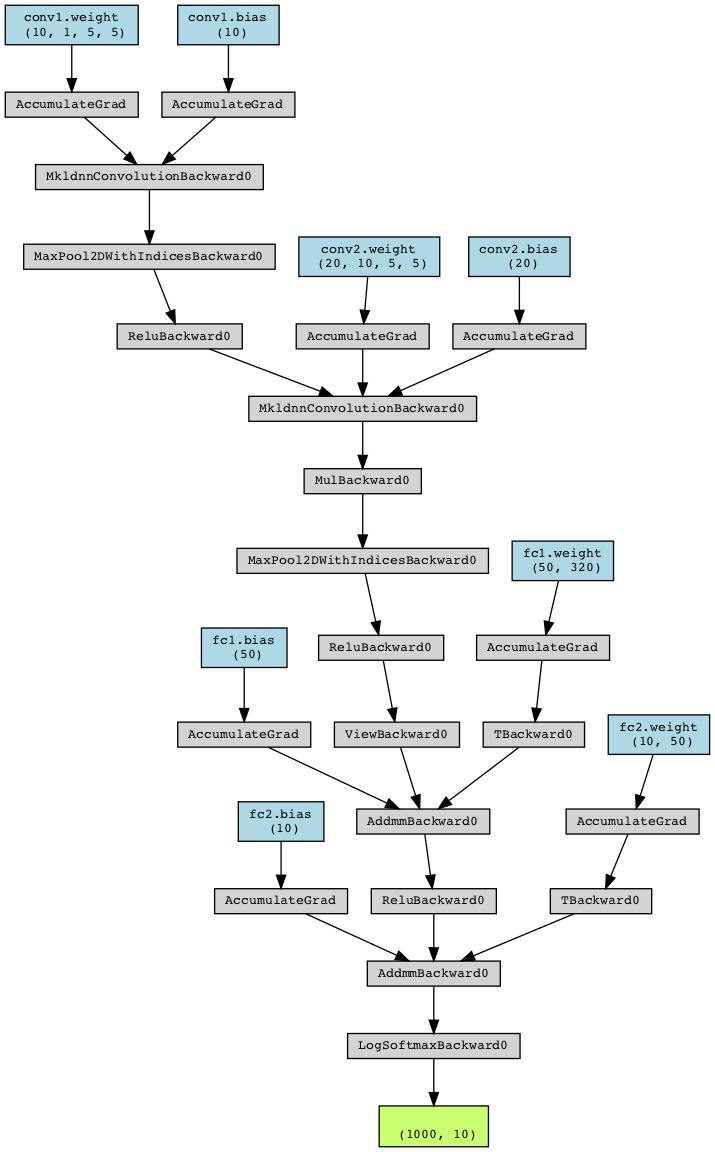 conv1.weight
(10, 1, 5, 5)
conv1.bias
(10)
AccumulateGrad
AccumulateGrad
MkldnnConvolutionBackward0
MaxPool2DWithIndicesBackward0
conv2.weight
(20, 10, 5, 5)
conv2.bias
(20)
ReluBackward0
AccumulateGrad
AccumulateGrad
MkldnnConvolutionBackward0
MulBackward0
MaxPool2DWithIndicesBackward0
fc1.weight
(50, 320)
fc1.bias
(50)
ReluBackward0
AccumulateGrad
AccumulateGrad
ViewBackward0
TBackward0
fc2.weight
(10, 50)
fc2.bias
(10)
AddmmBackward0
AccumulateGrad
AccumulateGrad
ReluBackward0
TBackward0
AddmmBackward0
LogSoftmaxBackward0
(1000, 10)